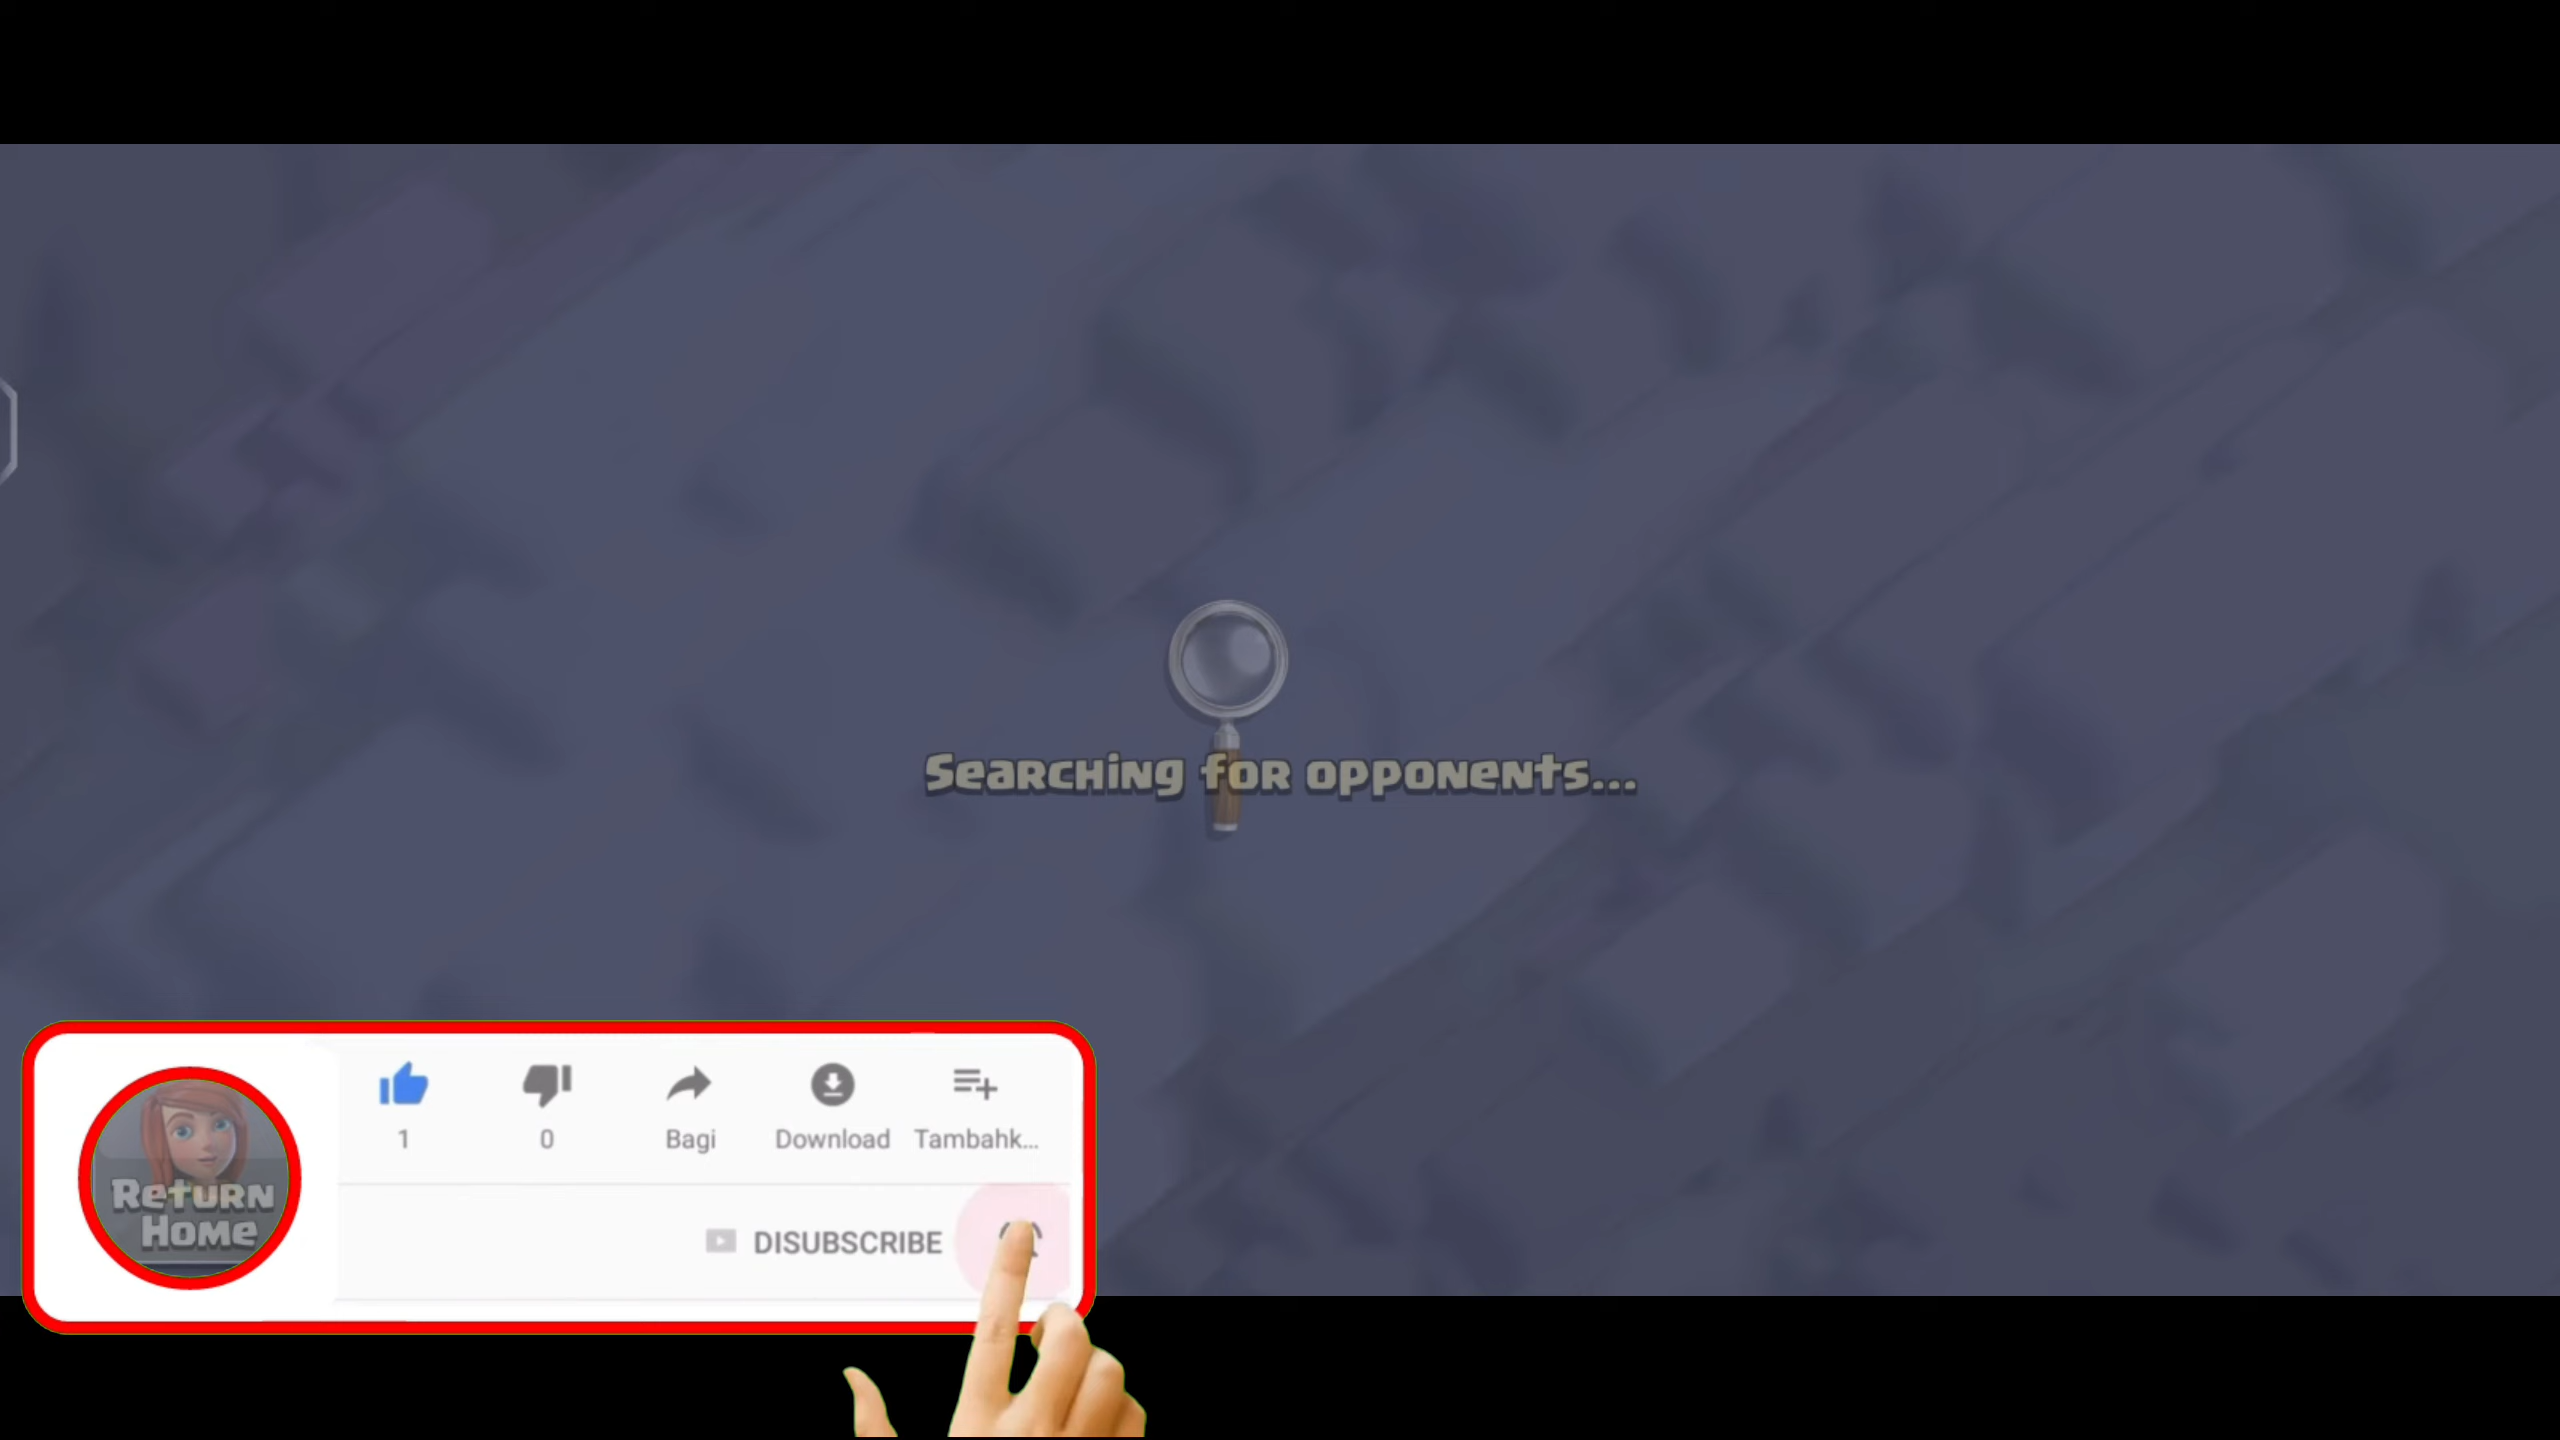 Searching for opponents...
1
0
Bagi
Download
Tambahk...
Return
Home
DISUBSCRIBE